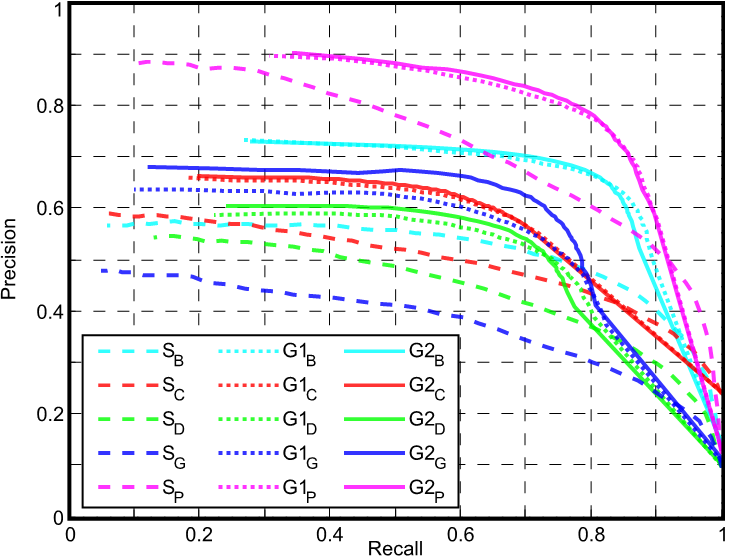 1
0.8
0.6
0.4
0.2
0
Precision
S_B G1_B G2_B
S_C G1_C G2_C
S_D G1_D G2_D
S_G G1_G G2_G
S_P G1_P G2_P
0 0.2 0.4 0.6 0.8 1
Recall